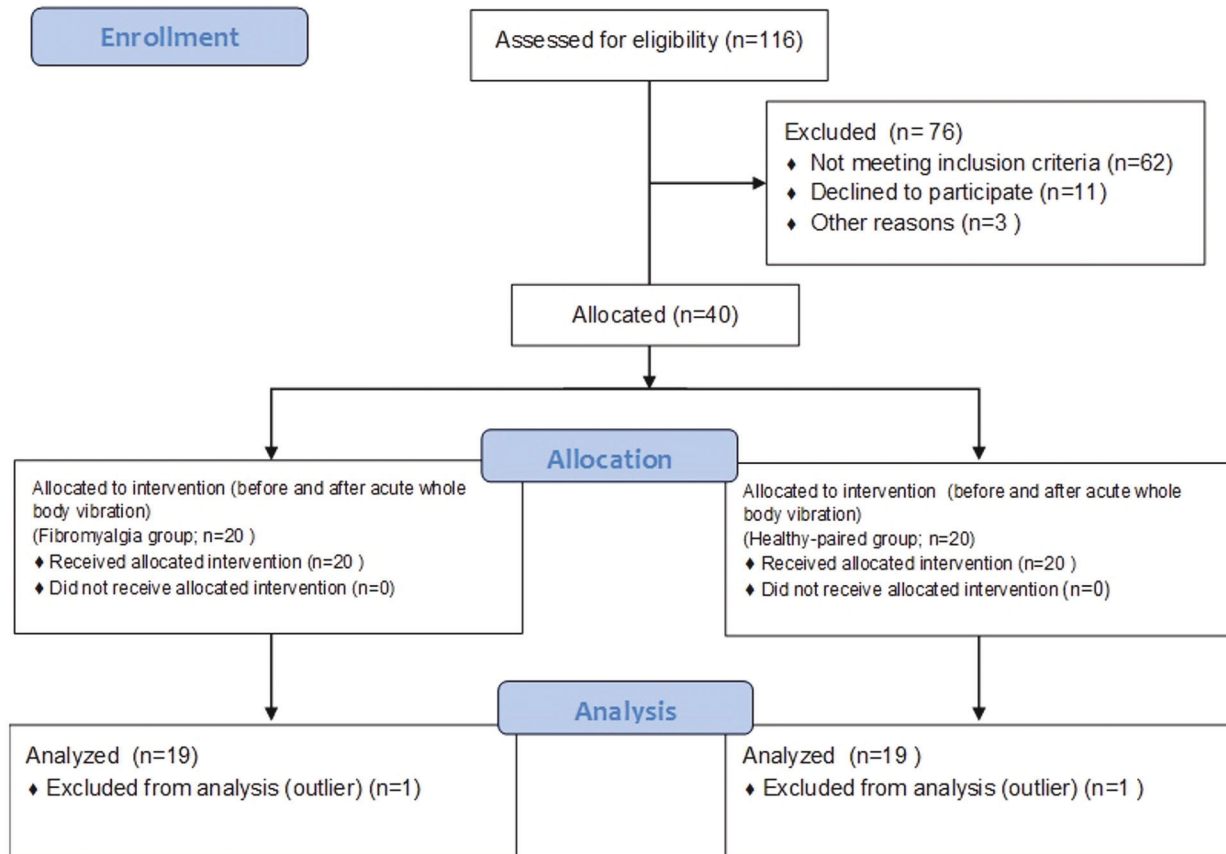 Enrollment
Assessed for eligibility (n=116)
Excluded (n= 76)
♦ Not meeting inclusion criteria (n=62)
♦ Declined to participate (n=11)
♦ Other reasons (n=3 )
Allocated (n=40)
Allocation
Allocated to intervention (before and after acute whole
body vibration)
(Fibromyalgia group; n=20 )
♦ Received allocated intervention (n=20 )
♦ Did not receive allocated intervention (n=0)
Allocated to intervention (before and after acute whole
body vibration)
(Healthy-paired group; n=20)
♦ Received allocated intervention (n=20 )
♦ Did not receive allocated intervention (n=0)
Analysis
Analyzed (n=19)
♦ Excluded from analysis (outlier) (n=1)
Analyzed (n=19 )
♦ Excluded from analysis (outlier) (n=1 )